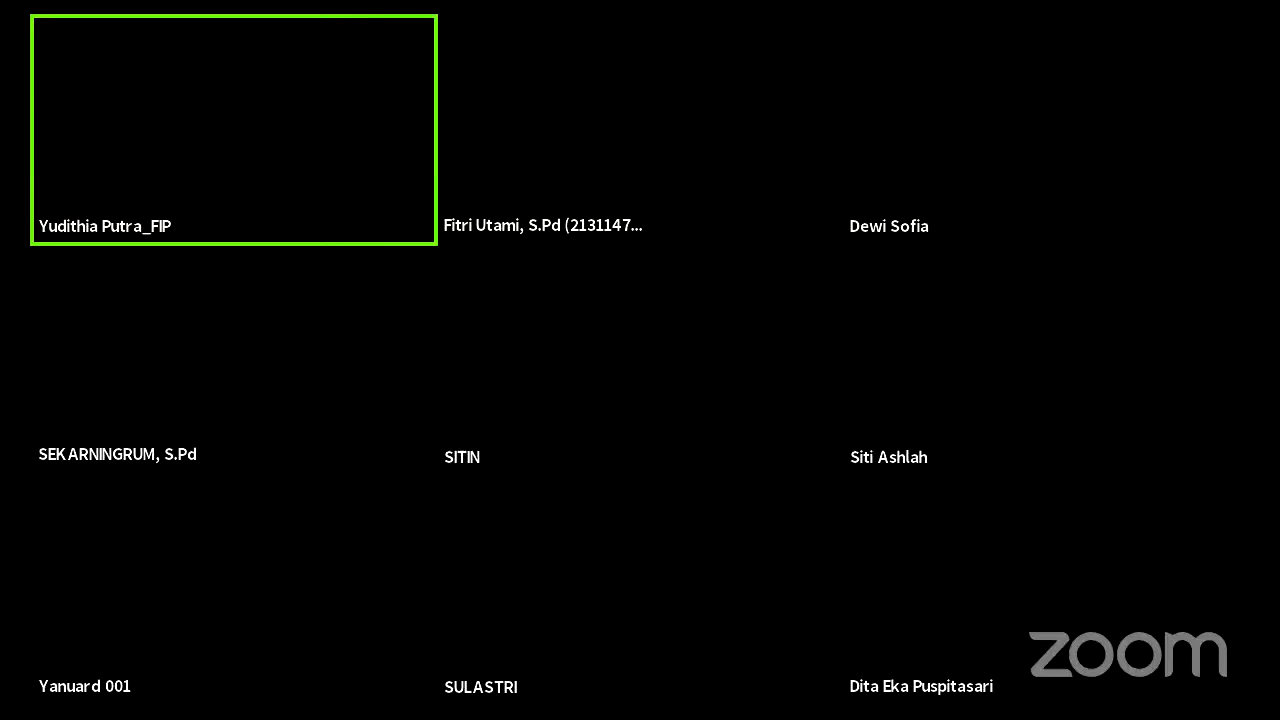 Yudithia Putra_FIP
Fitri Utami, S.Pd (2131147...
Dewi Sofia
SEKARNINGRUM, S.Pd
SITIN
Siti Ashlah
Yanuard 001
SULASTRI
Dita Eka Puspitasari
zoom